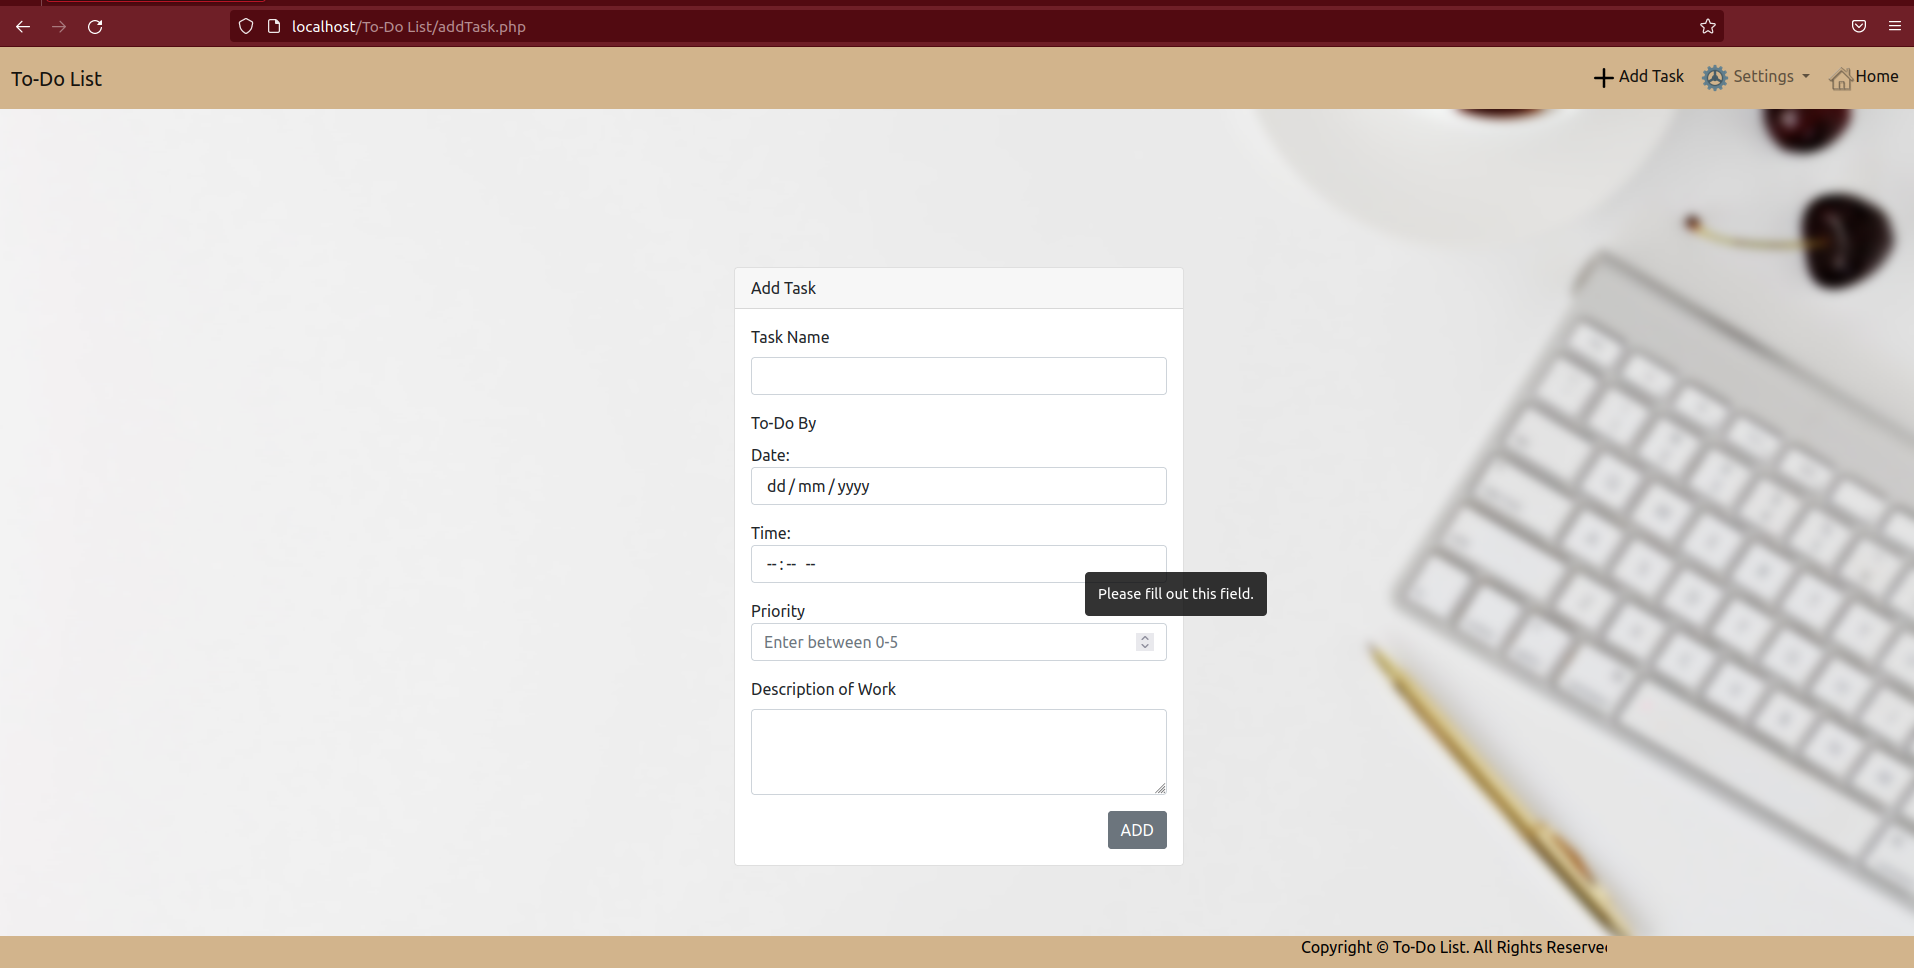 localhost/To-Do List/addTask.php
To-Do List
Add Task
Settings
Home
Add Task
Task Name
To-Do By
Date:
dd/mm/yyyy
Time:
--:-- --
Please fill out this field.
Priority
Enter between 0-5
Description of Work
ADD
Copyright © To-Do List. All Rights Reserve